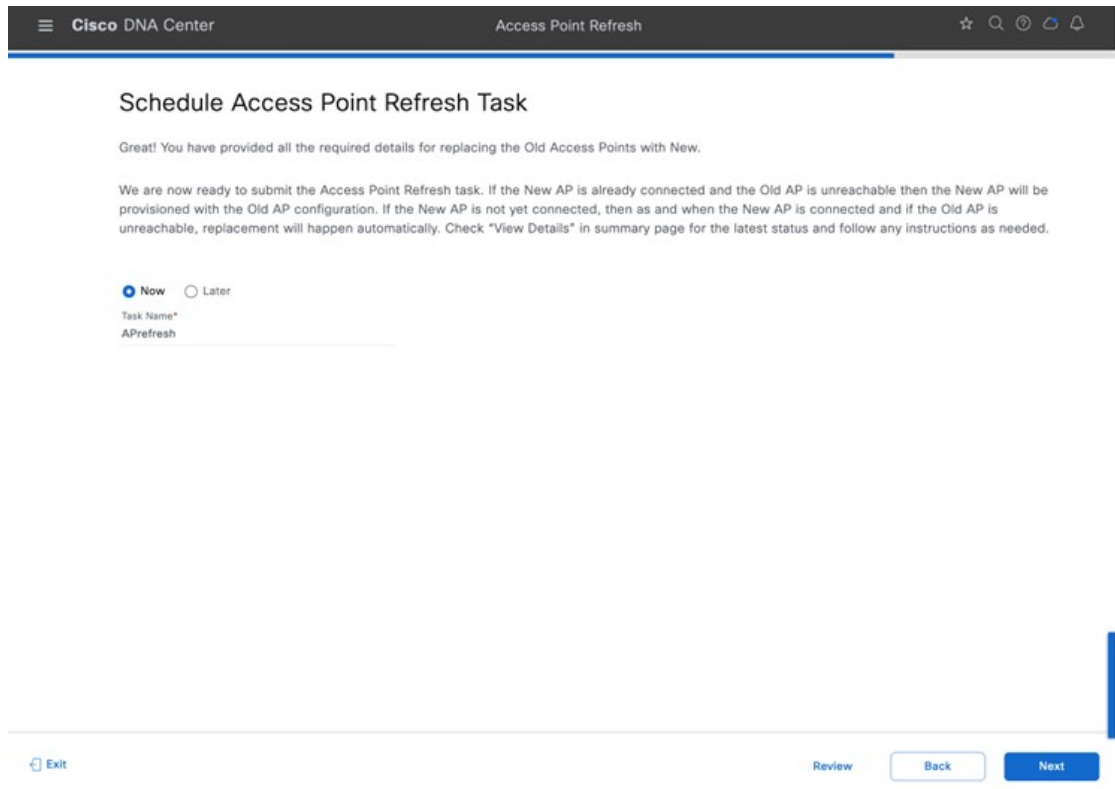 Cisco DNA Center
Access Point Refresh
Schedule Access Point Refresh Task
Great! You have provided all the required details for replacing the Old Access Points with New.
We are now ready to submit the Access Point Refresh task. If the New AP is already connected and the Old AP is unreachable then the New AP will be
provisioned with the Old AP configuration. If the New AP is not yet connected, then as and when the New AP is connected and if the Old AP is
unreachable, replacement will happen automatically. Check "View Details" in summary page for the latest status and follow any instructions as needed.
Now Later
Task Name*
APrefresh
Exit
Review
Back
Next